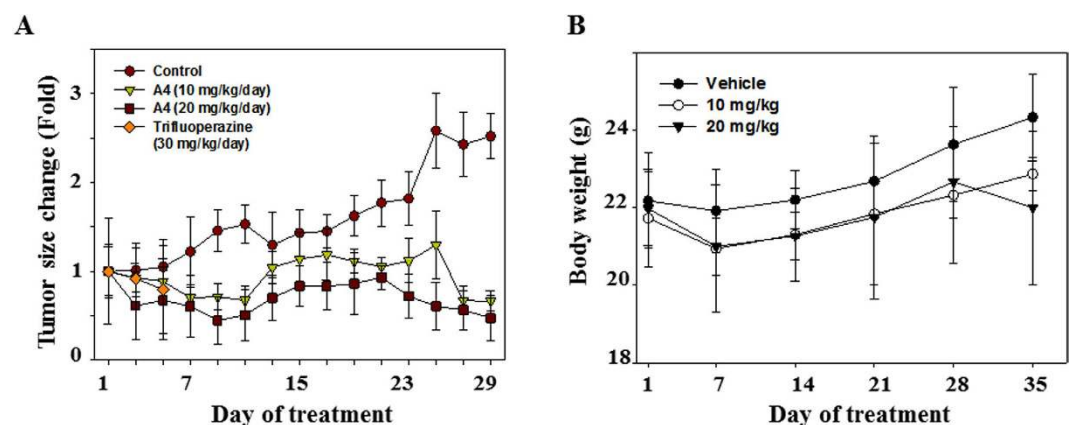 A
Tumor size change (Fold)
3
2
1
0
Control
A4 (10 mg/kg/day)
A4 (20 mg/kg/day)
Trifluoperazine
(30 mg/kg/day)
1 7 15 23 29
Day of treatment
B
Body weight (g)
24
22
20
18
Vehicle
10 mg/kg
20 mg/kg
1 7 14 21 28 35
Day of treatment